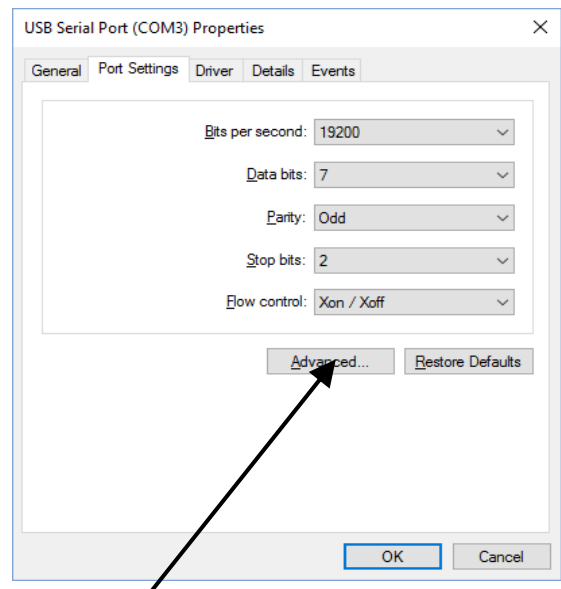 USB Serial Port (COM3) Properties
General Port Settings Driver Details Events
Bits per second: 19200
Data bits: 7
Parity: Odd
Stop bits: 2
Flow control: Xon / Xoff
Advanced... Restore Defaults
OK Cancel